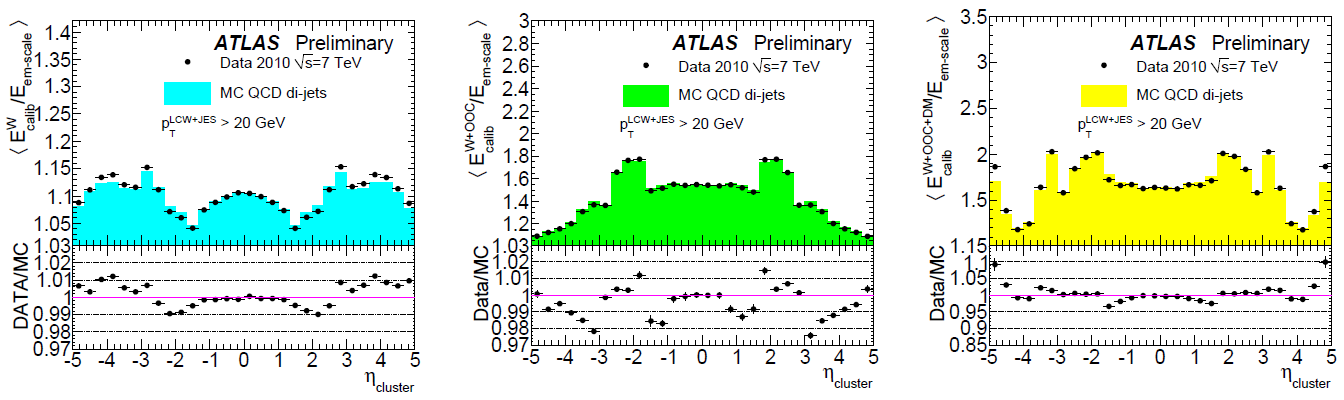 ⟨ E^W_calib / E_em-scale ⟩
1.4
1.35
1.3
1.25
1.2
1.15
1.1
1.05
ATLAS Preliminary
Data 2010 √s=7 TeV
MC QCD di-jets
p_T^LCW+JES > 20 GeV
DATA/MC
1.03
1.02
1.01
1
0.99
0.98
0.97
-5 -4 -3 -2 -1 0 1 2 3 4 5
η_cluster
⟨ E^W+OOC_calib / E_em-scale ⟩
3
2.8
2.6
2.4
2.2
2
1.8
1.6
1.4
1.2
ATLAS Preliminary
Data 2010 √s=7 TeV
MC QCD di-jets
p_T^LCW+JES > 20 GeV
Data/MC
1.03
1.02
1.01
1
0.99
0.98
0.97
-5 -4 -3 -2 -1 0 1 2 3 4 5
η_cluster
⟨ E^W+OOC+DM_calib / E_em-scale ⟩
3.5
3
2.5
2
1.5
ATLAS Preliminary
Data 2010 √s=7 TeV
MC QCD di-jets
p_T^LCW+JES > 20 GeV
Data/MC
1.15
1.1
1.05
1
0.95
0.9
0.85
-5 -4 -3 -2 -1 0 1 2 3 4 5
η_cluster